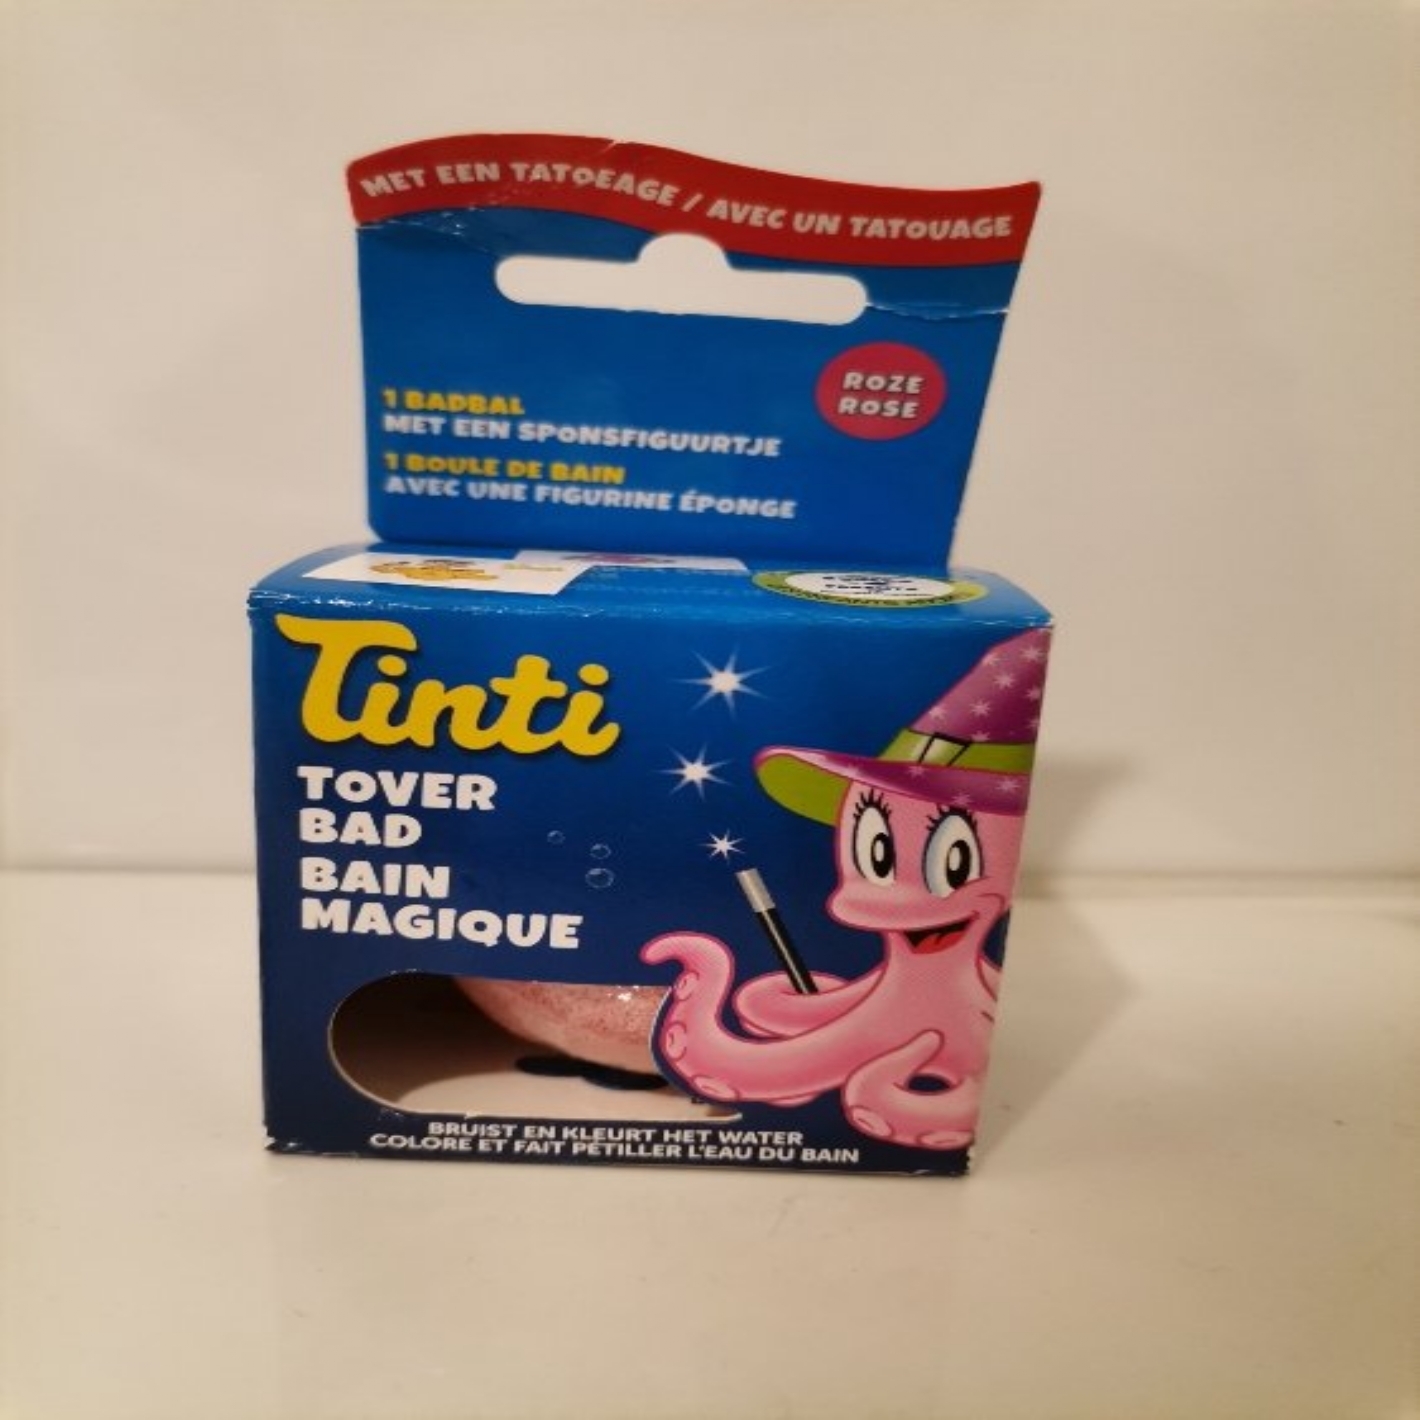 MET EEN TATOEAGE / AVEC UN TATOUAGE
ROZE
ROSE
1 BADBAL
MET EEN SPONSFIGUURTJE
1 BOULE DE BAIN
AVEC UNE FIGURINE ÉPONGE
Tinti
TOVER
BAD
BAIN
MAGIQUE
BRUIST EN KLEURT HET WATER
COLORE ET FAIT PÉTILLER L'EAU DU BAIN